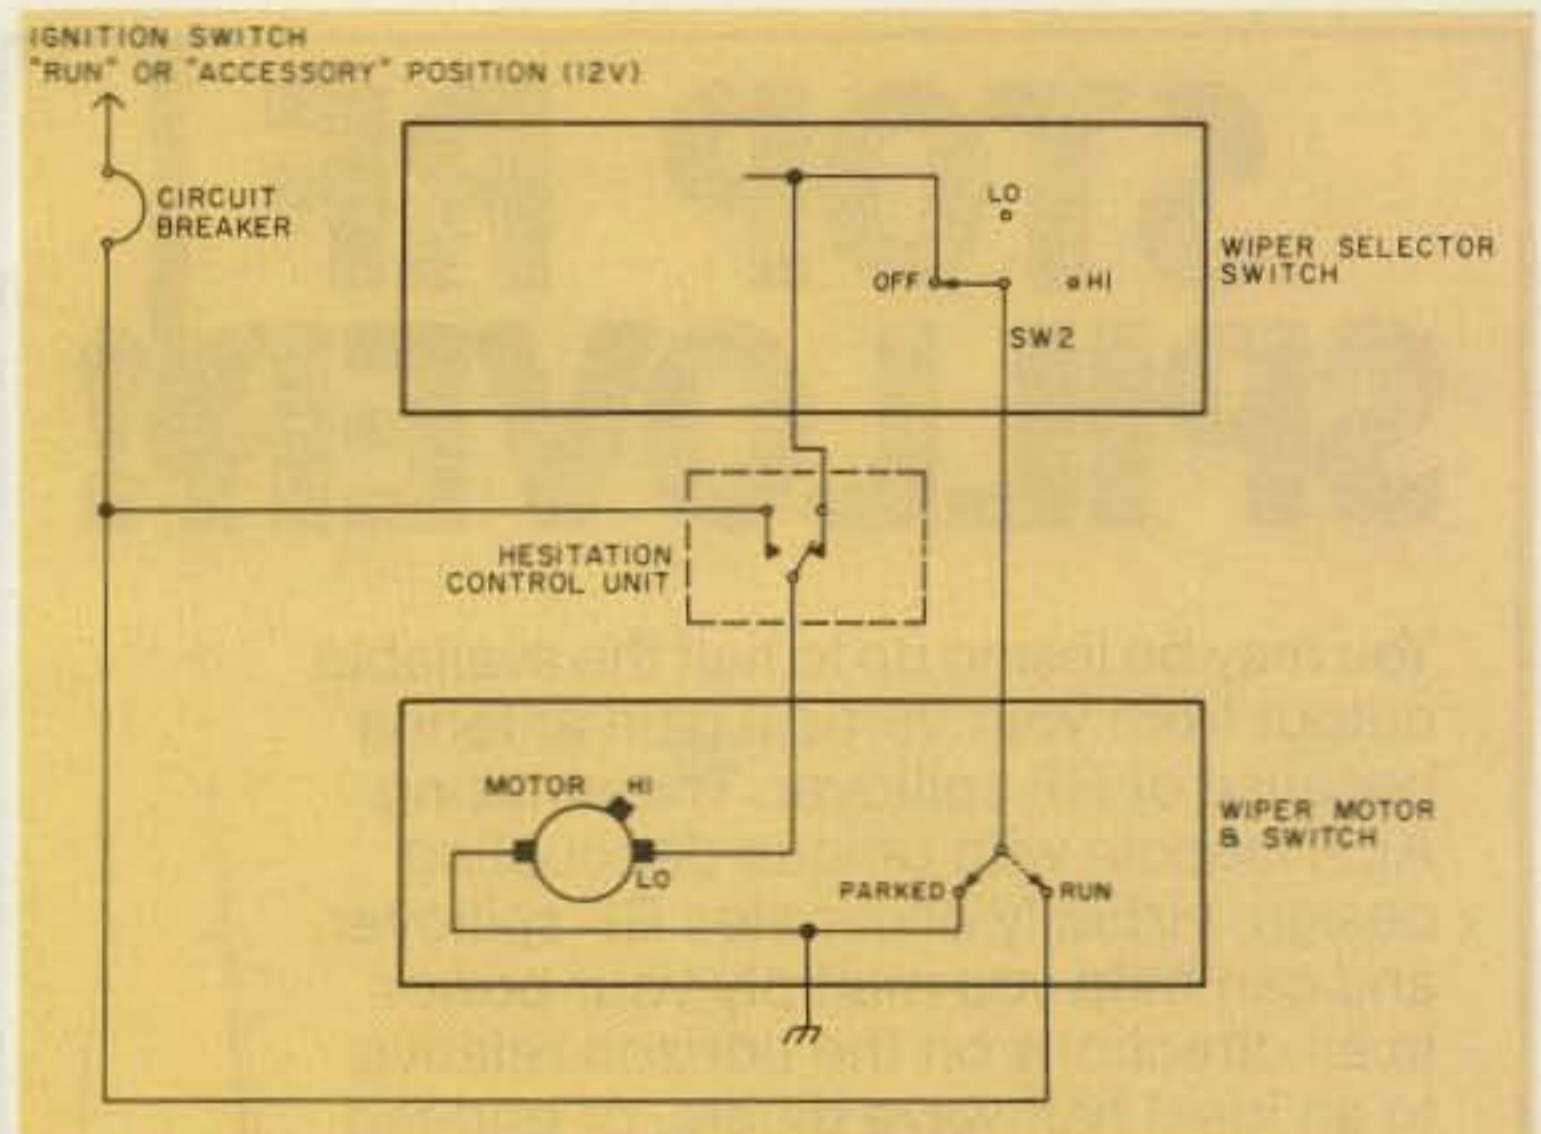 IGNITION SWITCH
"RUN" OR "ACCESSORY" POSITION (12V)
CIRCUIT
BREAKER
LO
OFF
HI
SW2
WIPER SELECTOR
SWITCH
HESITATION
CONTROL UNIT
MOTOR
HI
LO
PARKED
RUN
WIPER MOTOR
& SWITCH